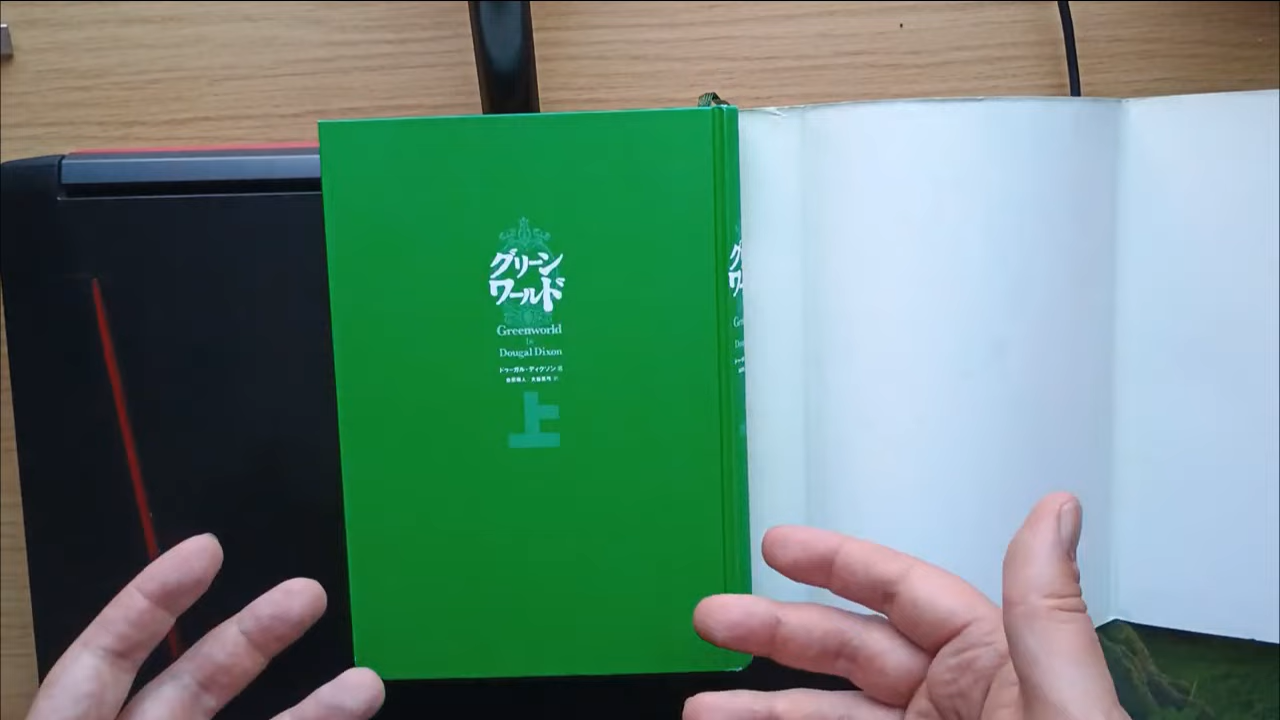 グリーン
ワールド
Greenworld
by
Dougal Dixon
ドゥーガル・ディクソン 著
上